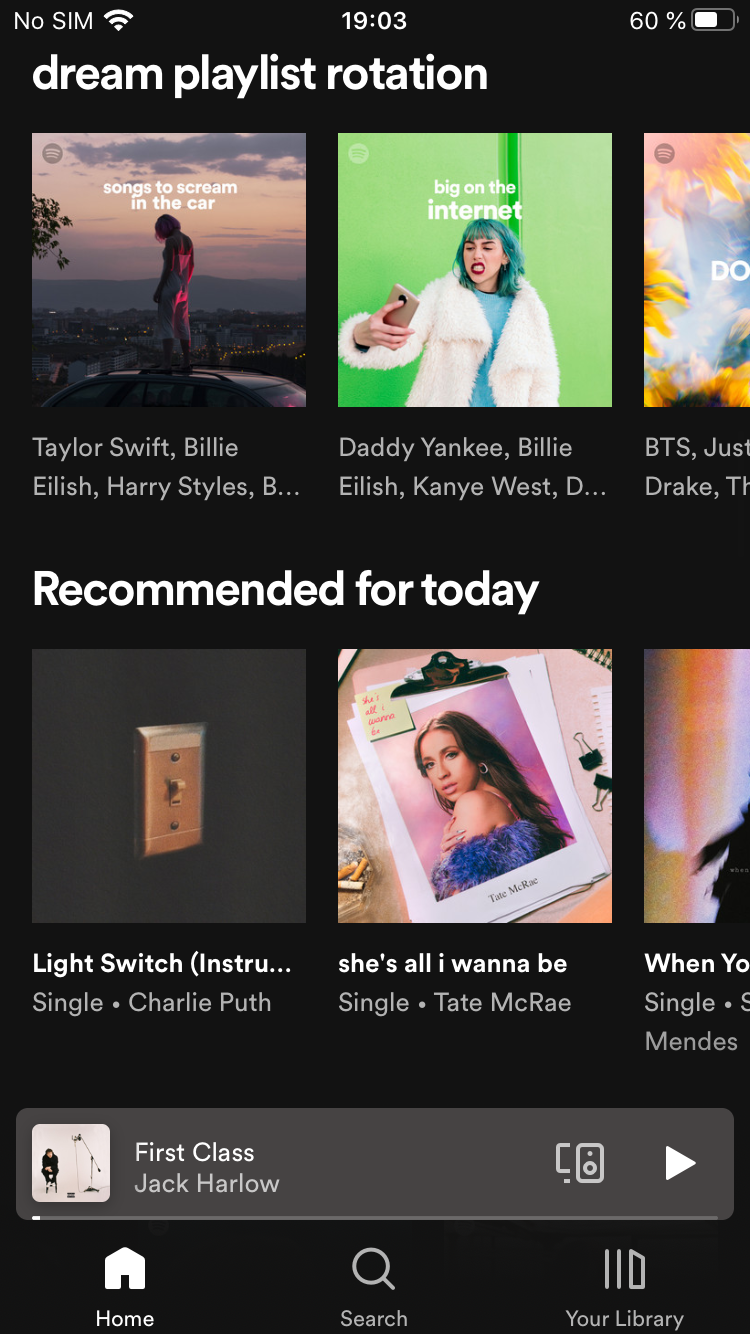 No SIM 19:03 60 %
dream playlist rotation
songs to scream
in the car
big on the
internet
DO
Taylor Swift, Billie
Eilish, Harry Styles, B...
Daddy Yankee, Billie
Eilish, Kanye West, D...
BTS, Just
Drake, Th
Recommended for today
she's
all i
wanna
be
Tate McRae
when
Light Switch (Instru...
Single • Charlie Puth
she's all i wanna be
Single • Tate McRae
When Yo
Single • S
Mendes
First Class
Jack Harlow
Home
Search
Your Library